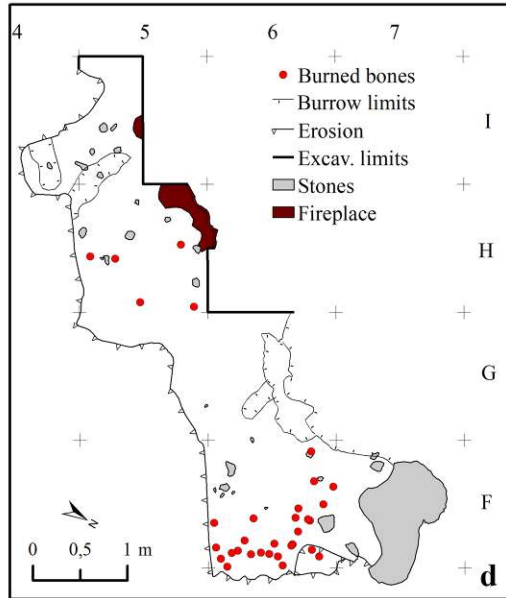 4 5 6 7
Burned bones
Burrow limits
Erosion
Excav. limits
Stones
Fireplace
I
H
G
F
N
0 0,5 1 m
d